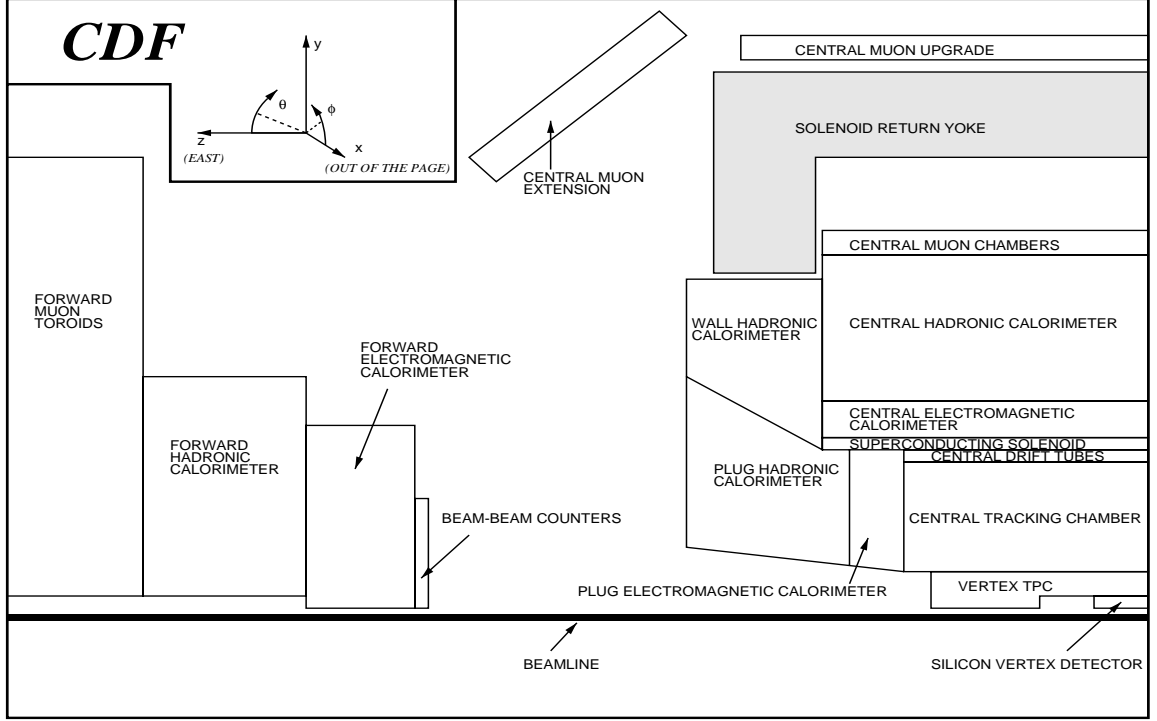 CDF
y
θ
φ
z
x
(EAST)
(OUT OF THE PAGE)
CENTRAL MUON UPGRADE
SOLENOID RETURN YOKE
CENTRAL MUON
EXTENSION
CENTRAL MUON CHAMBERS
FORWARD
MUON
TOROIDS
WALL HADRONIC
CALORIMETER
CENTRAL HADRONIC CALORIMETER
FORWARD
ELECTROMAGNETIC
CALORIMETER
CENTRAL ELECTROMAGNETIC
CALORIMETER
FORWARD
HADRONIC
CALORIMETER
SUPERCONDUCTING SOLENOID
CENTRAL DRIFT TUBES
PLUG HADRONIC
CALORIMETER
BEAM-BEAM COUNTERS
CENTRAL TRACKING CHAMBER
PLUG ELECTROMAGNETIC CALORIMETER
VERTEX TPC
BEAMLINE
SILICON VERTEX DETECTOR